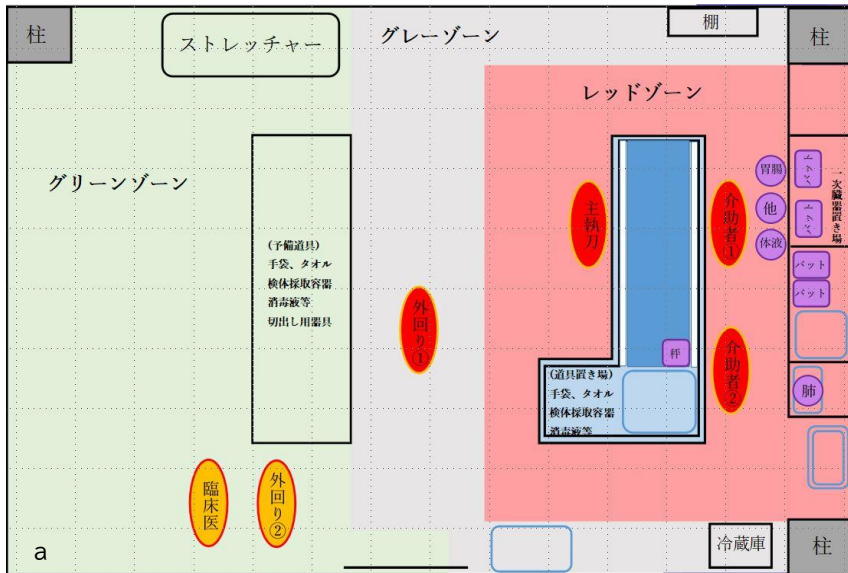 柱
ストレッチャー
グレーゾーン
棚
柱
レッドゾーン
グリーンゾーン
(予備道具)
手袋、タオル
検体採取容器
消毒液等
切出し用器具
主執刀
介助者①
胃腸
他
体液
バット
バット
一次臓器置き場
バット
バット
外回り①
秤
介助者②
(道具置き場)
手袋、タオル
検体採取容器
消毒液等
肺
臨床医
外回り②
冷蔵庫
柱
a